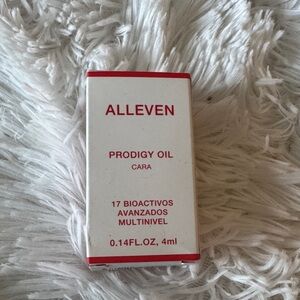 ALLEVEN
PRODIGY OIL
CARA
17 BIOACTIVOS
AVANZADOS
MULTINIVEL
0.14FL.OZ, 4ml